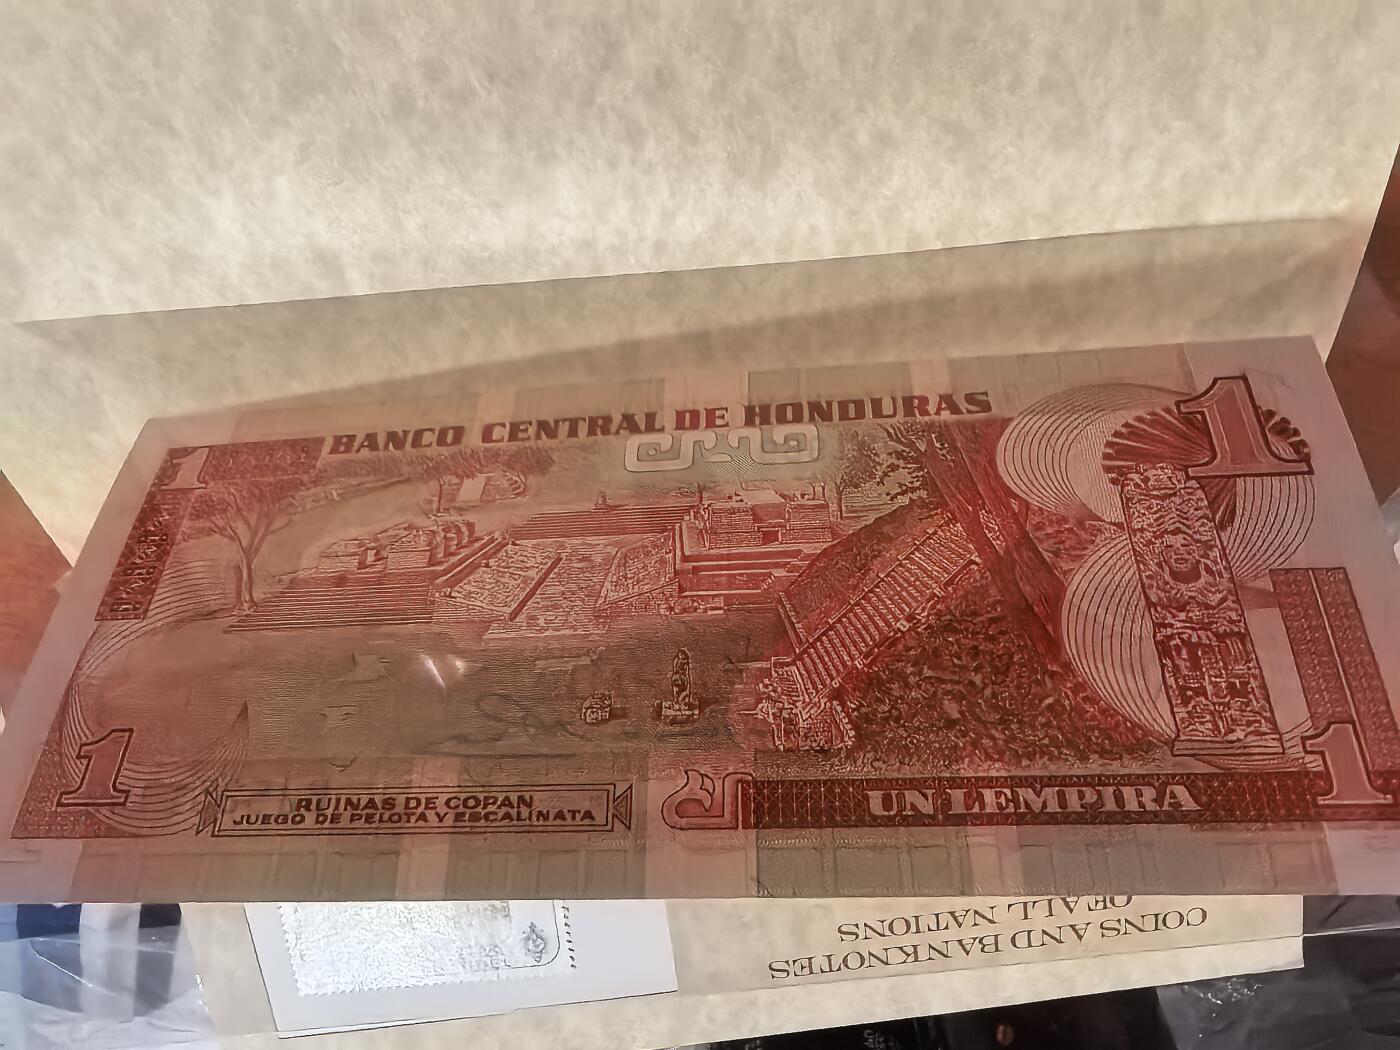 BANCO CENTRAL DE HONDURAS
1
1
1
RUINAS DE COPAN
JUEGO DE PELOTA Y ESCALINATA
UN LEMPIRA
1
COINS AND BANKNOTES
OF ALL NATIONS